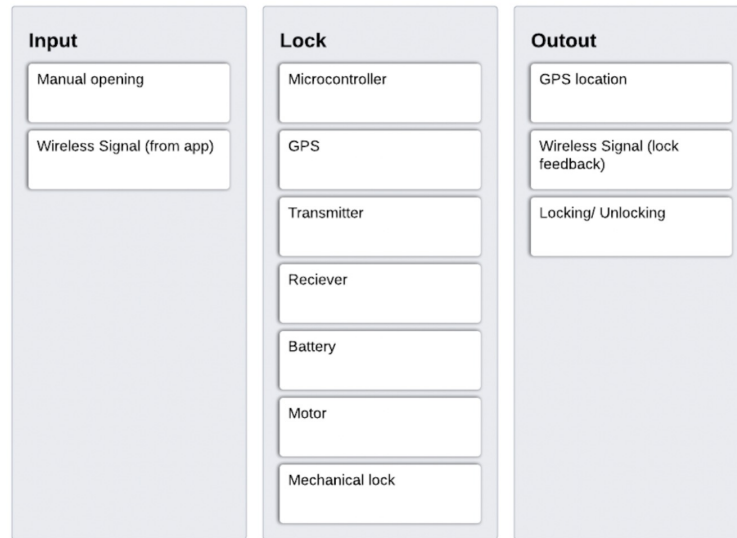 Input
Manual opening
Wireless Signal (from app)
Lock
Microcontroller
GPS
Transmitter
Reciever
Battery
Motor
Mechanical lock
Outout
GPS location
Wireless Signal (lock
feedback)
Locking/ Unlocking